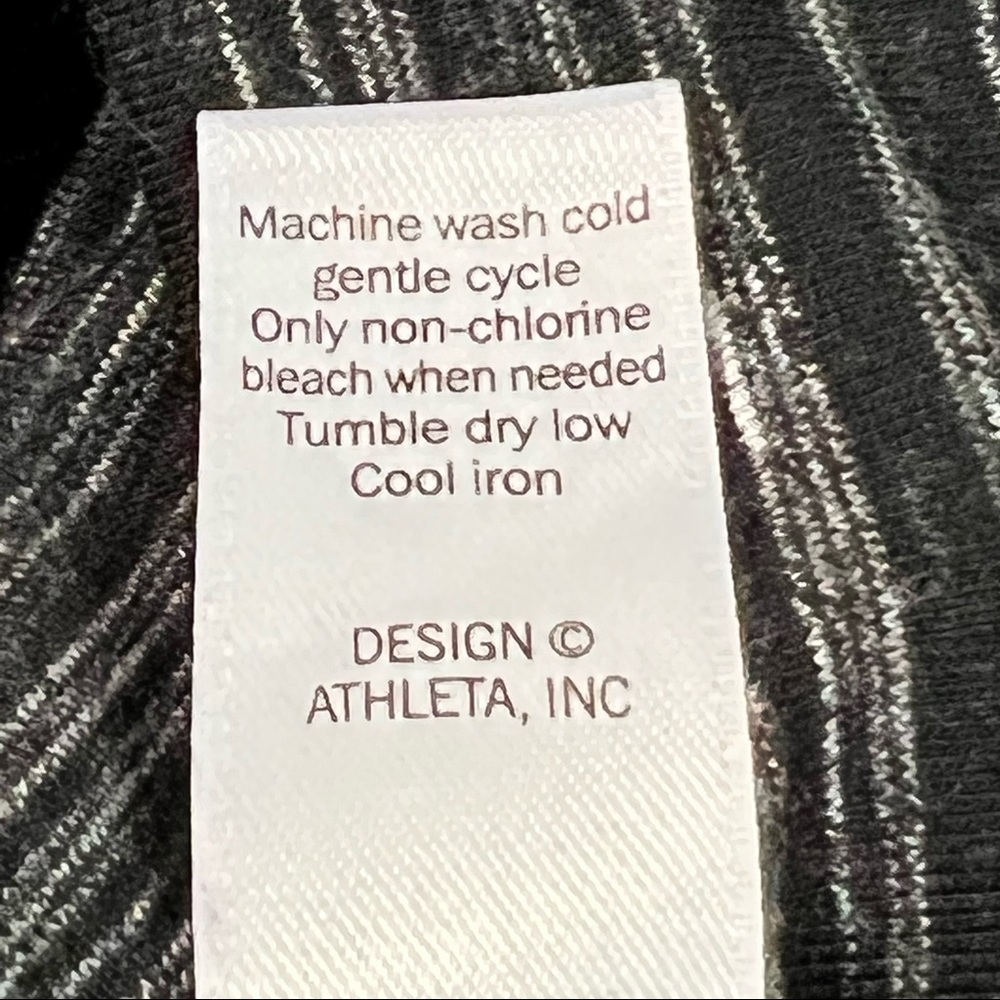 Machine wash cold
gentle cycle
Only non-chlorine
bleach when needed
Tumble dry low
Cool iron
DESIGN ©
ATHLETA, INC